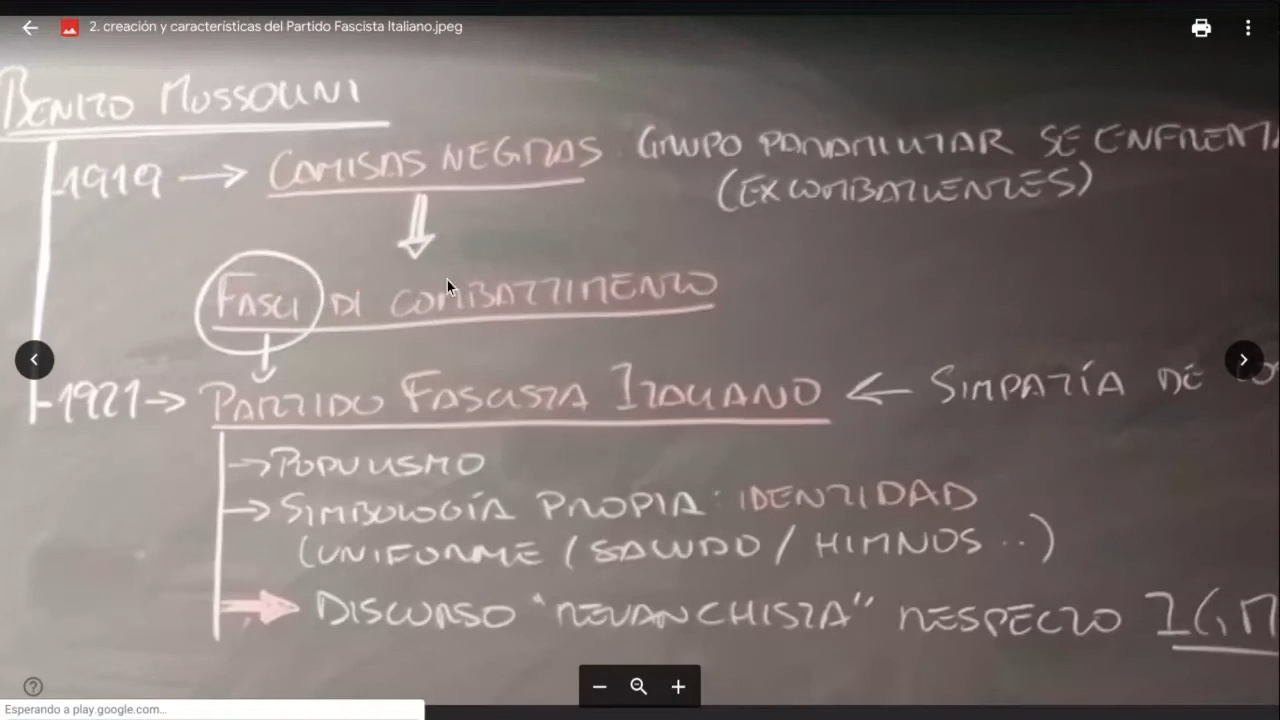 2. creación y características del Partido Fascista Italiano.jpeg
BENITO MUSSOLINI
1919 → CAMISAS NEGRAS GRUPO PARAMILITAR SE ENFRENTA
(EXCOMBATIENTES)
FASCI DI COMBATTIMENTO
1921 → PARTIDO FASCISTA ITALIANO ← SIMPATÍA DE
→ POPULISMO
→ SIMBOLOGÍA PROPIA: IDENTIDAD
(UNIFORME / SALUDO / HIMNOS ..)
→ DISCURSO "REVANCHISTA" RESPECTO IGM
Esperando a play.google.com...